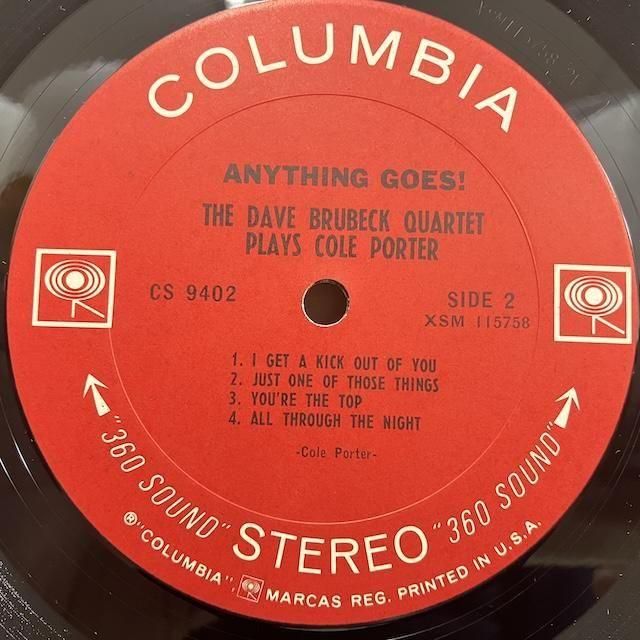 COLUMBIA
ANYTHING GOES!
THE DAVE BRUBECK QUARTET
PLAYS COLE PORTER
CS 9402
SIDE 2
XSM 115758
1. I GET A KICK OUT OF YOU
2. JUST ONE OF THOSE THINGS
3. YOU'RE THE TOP
4. ALL THROUGH THE NIGHT
-Cole Porter-
"360 SOUND" STEREO "360 SOUND"
® "COLUMBIA", MARCAS REG. PRINTED IN U.S.A.